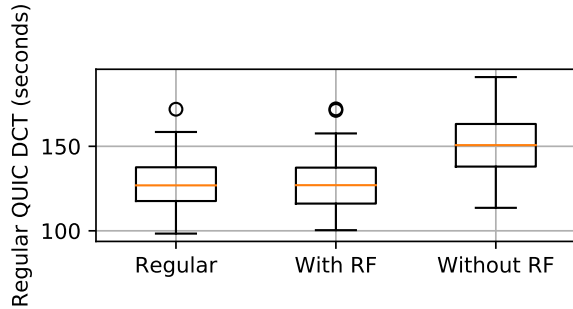 Regular QUIC DCT (seconds)
150
100
Regular
With RF
Without RF